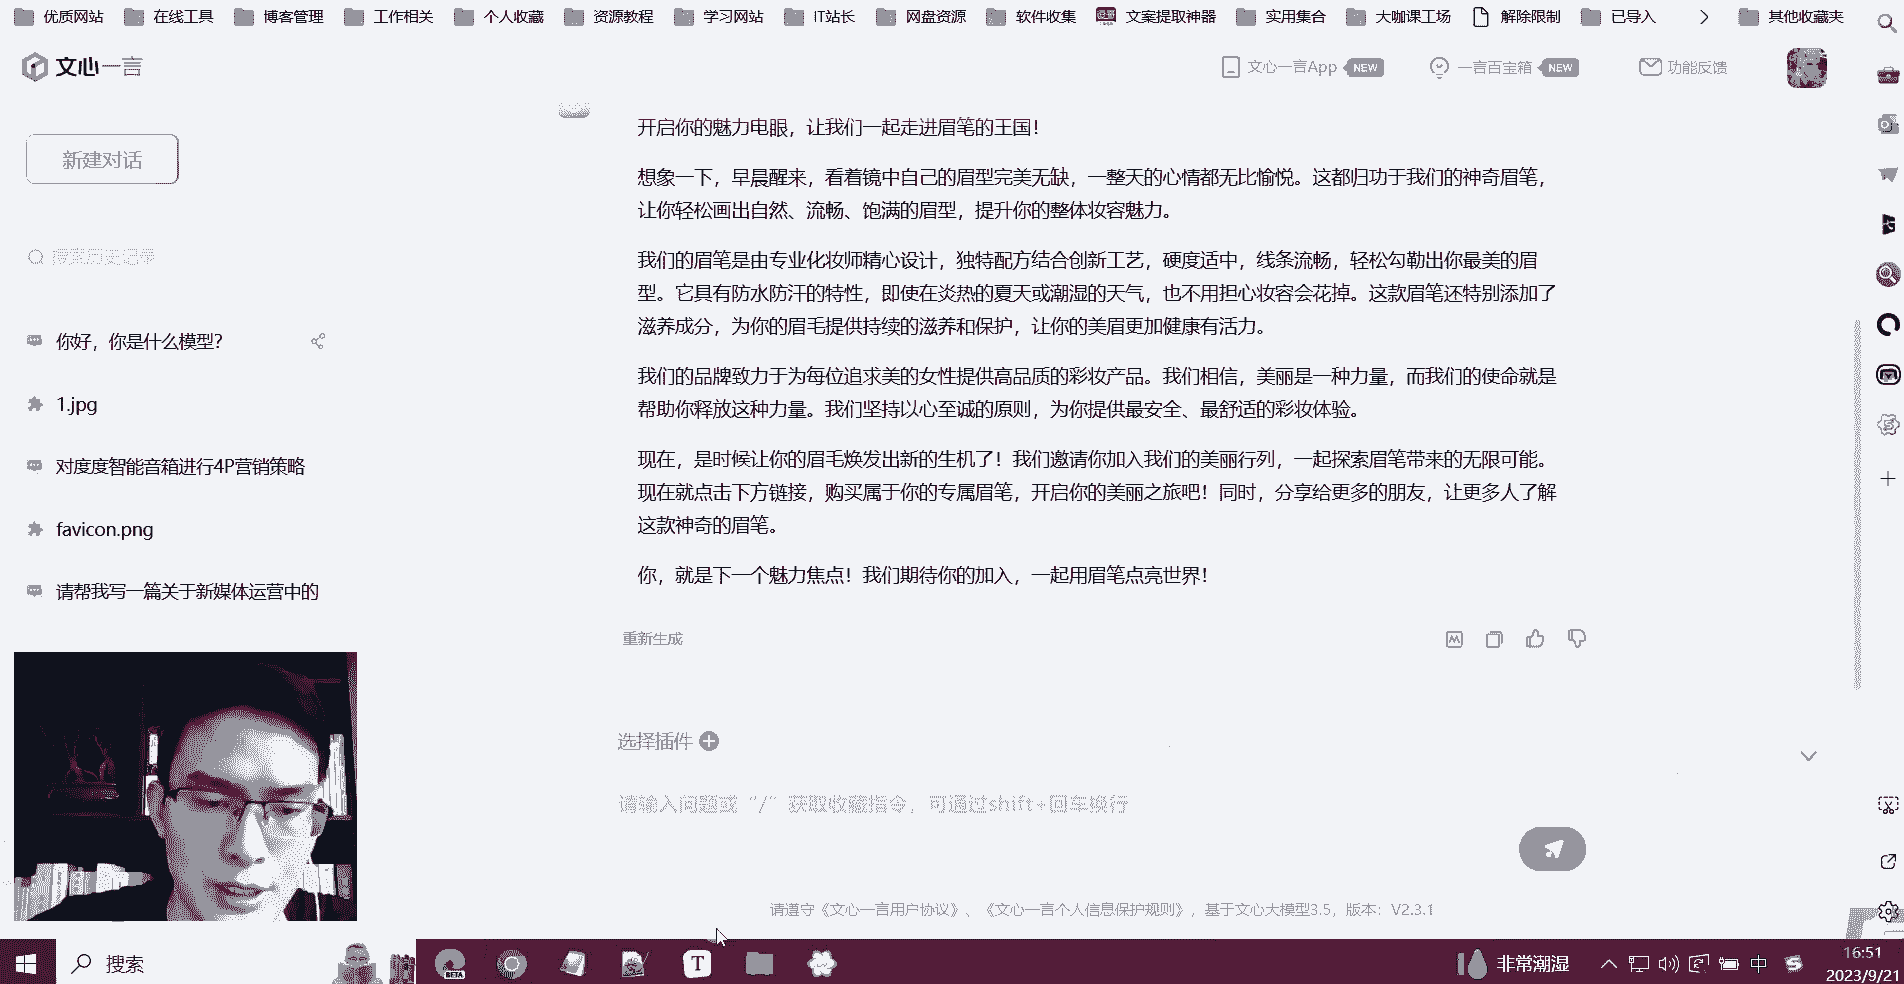 优质网站 在线工具 博客管理 工作相关 个人收藏 资源教程 学习网站 IT站长 网盘资源 软件收集 文案提取神器 实用集合 大咖课工场 解除限制 已导入 其他收藏夹
文心一言
文心一言App NEW 一言百宝箱 NEW 功能反馈
新建对话
搜索历史记录
你好，你是什么模型？
1.jpg
对度度智能音箱进行4P营销策略
favicon.png
请帮我写一篇关于新媒体运营中的
开启你的魅力电眼，让我们一起走进眉笔的王国！
想象一下，早晨醒来，看着镜中自己的眉型完美无缺，一整天的心情都无比愉悦。这都归功于我们的神奇眉笔，
让你轻松画出自然、流畅、饱满的眉型，提升你的整体妆容魅力。
我们的眉笔是由专业化妆师精心设计，独特配方结合创新工艺，硬度适中，线条流畅，轻松勾勒出你最美的眉
型。它具有防水防汗的特性，即使在炎热的夏天或潮湿的天气，也不用担心妆容会花掉。这款眉笔还特别添加了
滋养成分，为你的眉毛提供持续的滋养和保护，让你的美眉更加健康有活力。
我们的品牌致力于为每位追求美的女性提供高品质的彩妆产品。我们相信，美丽是一种力量，而我们的使命就是
帮助你释放这种力量。我们坚持以心至诚的原则，为你提供最安全、最舒适的彩妆体验。
现在，是时候让你的眉毛焕发出新的生机了！我们邀请你加入我们的美丽行列，一起探索眉笔带来的无限可能。
现在就点击下方链接，购买属于你的专属眉笔，开启你的美丽之旅吧！同时，分享给更多的朋友，让更多人了解
这款神奇的眉笔。
你，就是下一个魅力焦点！我们期待你的加入，一起用眉笔点亮世界！
重新生成
选择插件
请输入问题或“/”获取收藏指令，可通过shift+回车换行
请遵守《文心一言用户协议》、《文心一言个人信息保护规则》，基于文心大模型3.5，版本：V2.3.1
搜索
BETA
T
非常潮湿
中
16:51
2023/9/21